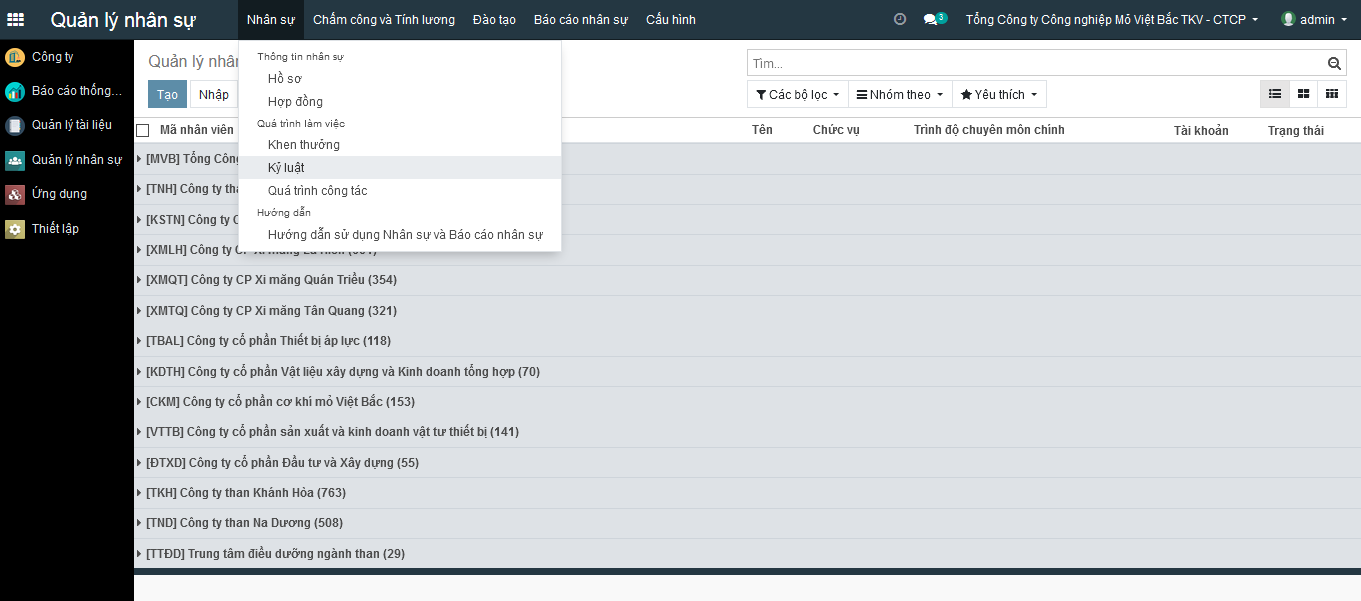 Quản lý nhân sự Nhân sự Chấm công và Tính lương Đào tạo Báo cáo nhân sự Cấu hình 3 Tổng Công ty Công nghiệp Mỏ Việt Bắc TKV - CTCP admin
Công ty
Báo cáo thống...
Quản lý tài liệu
Quản lý nhân sự
Ứng dụng
Thiết lập
Quản lý nhân
Tạo Nhập
Thông tin nhân sự
Hồ sơ
Hợp đồng
Quá trình làm việc
Khen thưởng
Kỷ luật
Quá trình công tác
Hướng dẫn
Hướng dẫn sử dụng Nhân sự và Báo cáo nhân sự
Tìm...
Các bộ lọc Nhóm theo Yêu thích
Mã nhân viên Tên Chức vụ Trình độ chuyên môn chính Tài khoản Trạng thái
[MVB] Tổng Công
[TNH] Công ty tha
[KSTN] Công ty C
[XMLH] Công ty CP Xi măng La Hiên
[XMQT] Công ty CP Xi măng Quán Triều (354)
[XMTQ] Công ty CP Xi măng Tân Quang (321)
[TBAL] Công ty cổ phần Thiết bị áp lực (118)
[KDTH] Công ty cổ phần Vật liệu xây dựng và Kinh doanh tổng hợp (70)
[CKM] Công ty cổ phần cơ khí mỏ Việt Bắc (153)
[VTTB] Công ty cổ phần sản xuất và kinh doanh vật tư thiết bị (141)
[ĐTXD] Công ty cổ phần Đầu tư và Xây dựng (55)
[TKH] Công ty than Khánh Hòa (763)
[TND] Công ty than Na Dương (508)
[TTĐD] Trung tâm điều dưỡng ngành than (29)